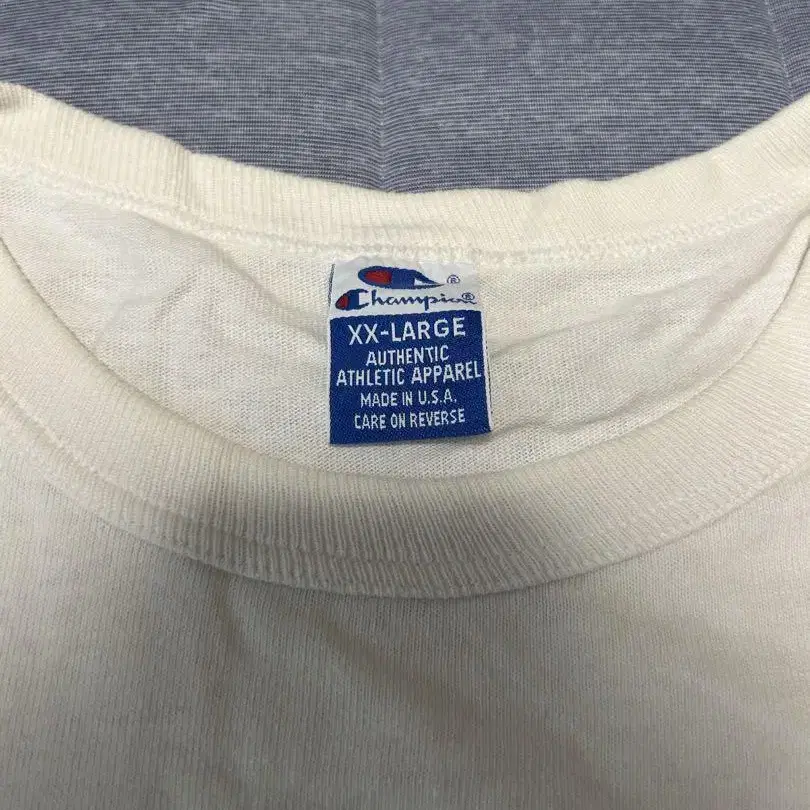 ®
Champion®
XX-LARGE
AUTHENTIC
ATHLETIC APPAREL
MADE IN U.S.A.
CARE ON REVERSE